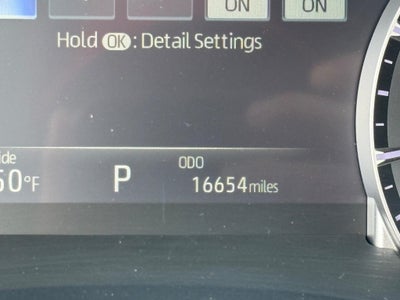 ON ON
Hold OK : Detail Settings
ODO
°F P 16654 miles